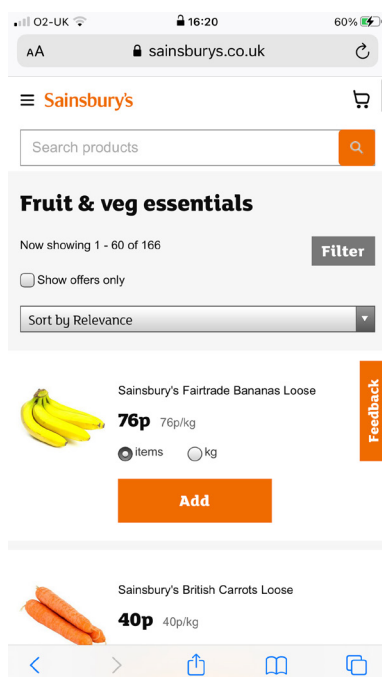 O2-UK 16:20 60%
AA sainsburys.co.uk
Sainsbury's
Search products
Fruit & veg essentials
Now showing 1 - 60 of 166
Filter
Show offers only
Sort by Relevance
Feedback
Sainsbury's Fairtrade Bananas Loose
76p 76p/kg
items kg
Add
Sainsbury's British Carrots Loose
40p 40p/kg